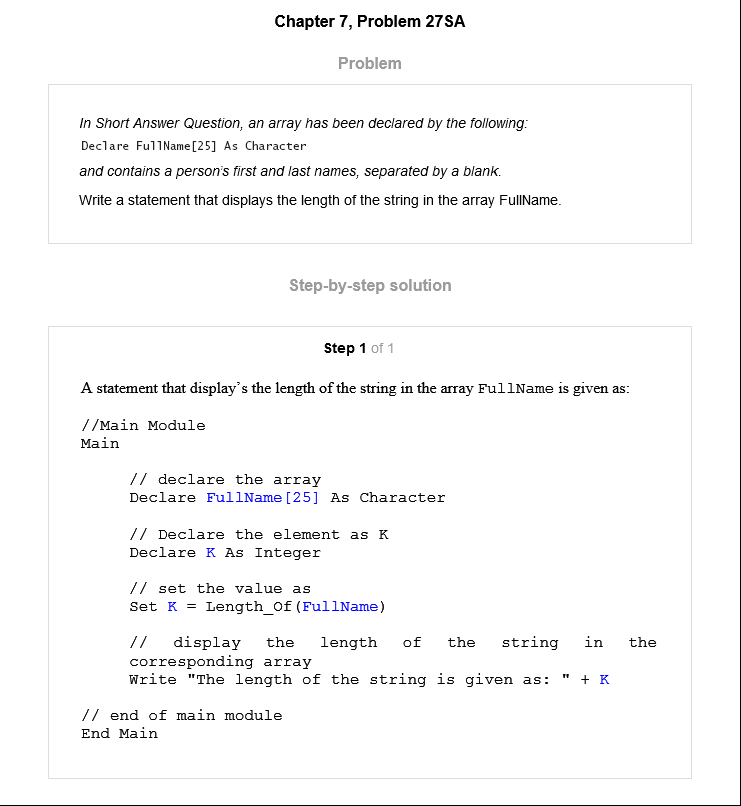 Chapter 7, Problem 27SA
Problem
In Short Answer Question, an array has been declared by the following:
Declare FullName[25] As Character
and contains a person's first and last names, separated by a blank.
Write a statement that displays the length of the string in the array FullName.
Step-by-step solution
Step 1 of 1
A statement that display's the length of the string in the array FullName is given as:
//Main Module
Main
// declare the array
Declare FullName[25] As Character
// Declare the element as K
Declare K As Integer
// set the value as
Set K = Length_Of(FullName)
// display the length of the string in the
corresponding array
Write "The length of the string is given as: " + K
// end of main module
End Main